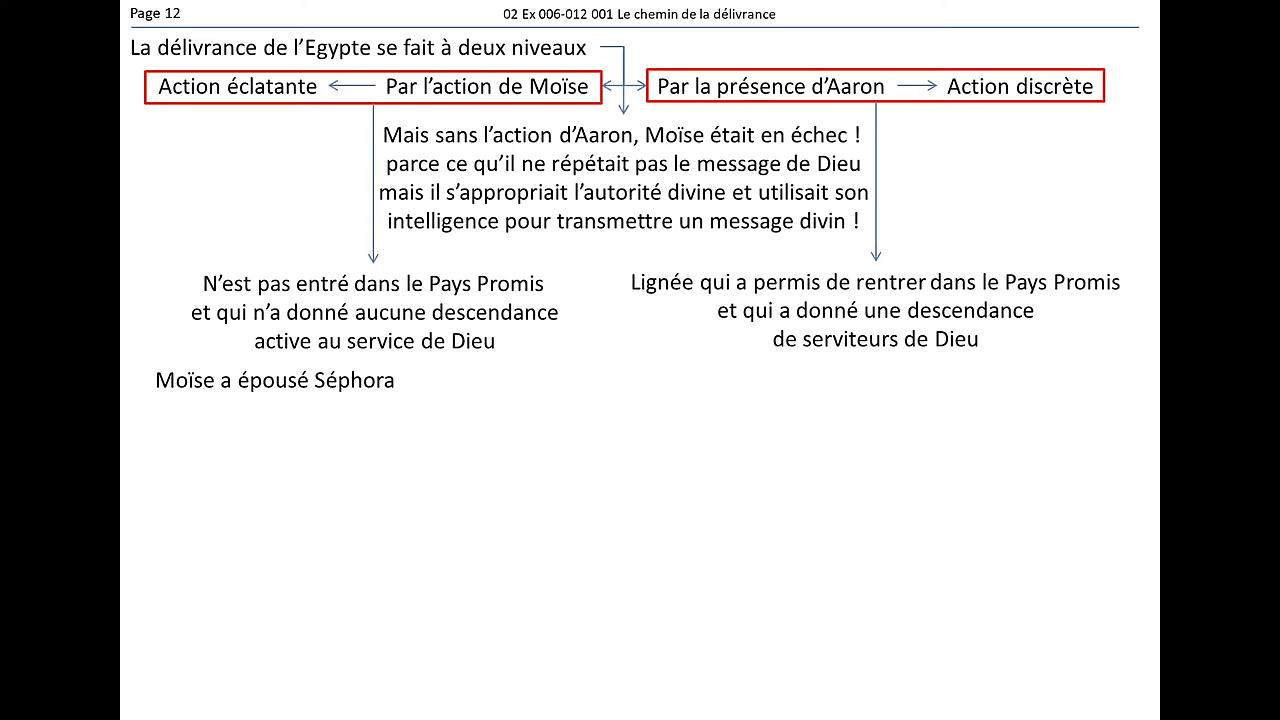 Page 12
02 Ex 006-012 001 Le chemin de la délivrance
La délivrance de l’Egypte se fait à deux niveaux
Action éclatante Par l’action de Moïse Par la présence d’Aaron Action discrète
Mais sans l’action d’Aaron, Moïse était en échec !
parce ce qu’il ne répétait pas le message de Dieu
mais il s’appropriait l’autorité divine et utilisait son
intelligence pour transmettre un message divin !
N’est pas entré dans le Pays Promis
et qui n’a donné aucune descendance
active au service de Dieu
Lignée qui a permis de rentrer dans le Pays Promis
et qui a donné une descendance
de serviteurs de Dieu
Moïse a épousé Séphora